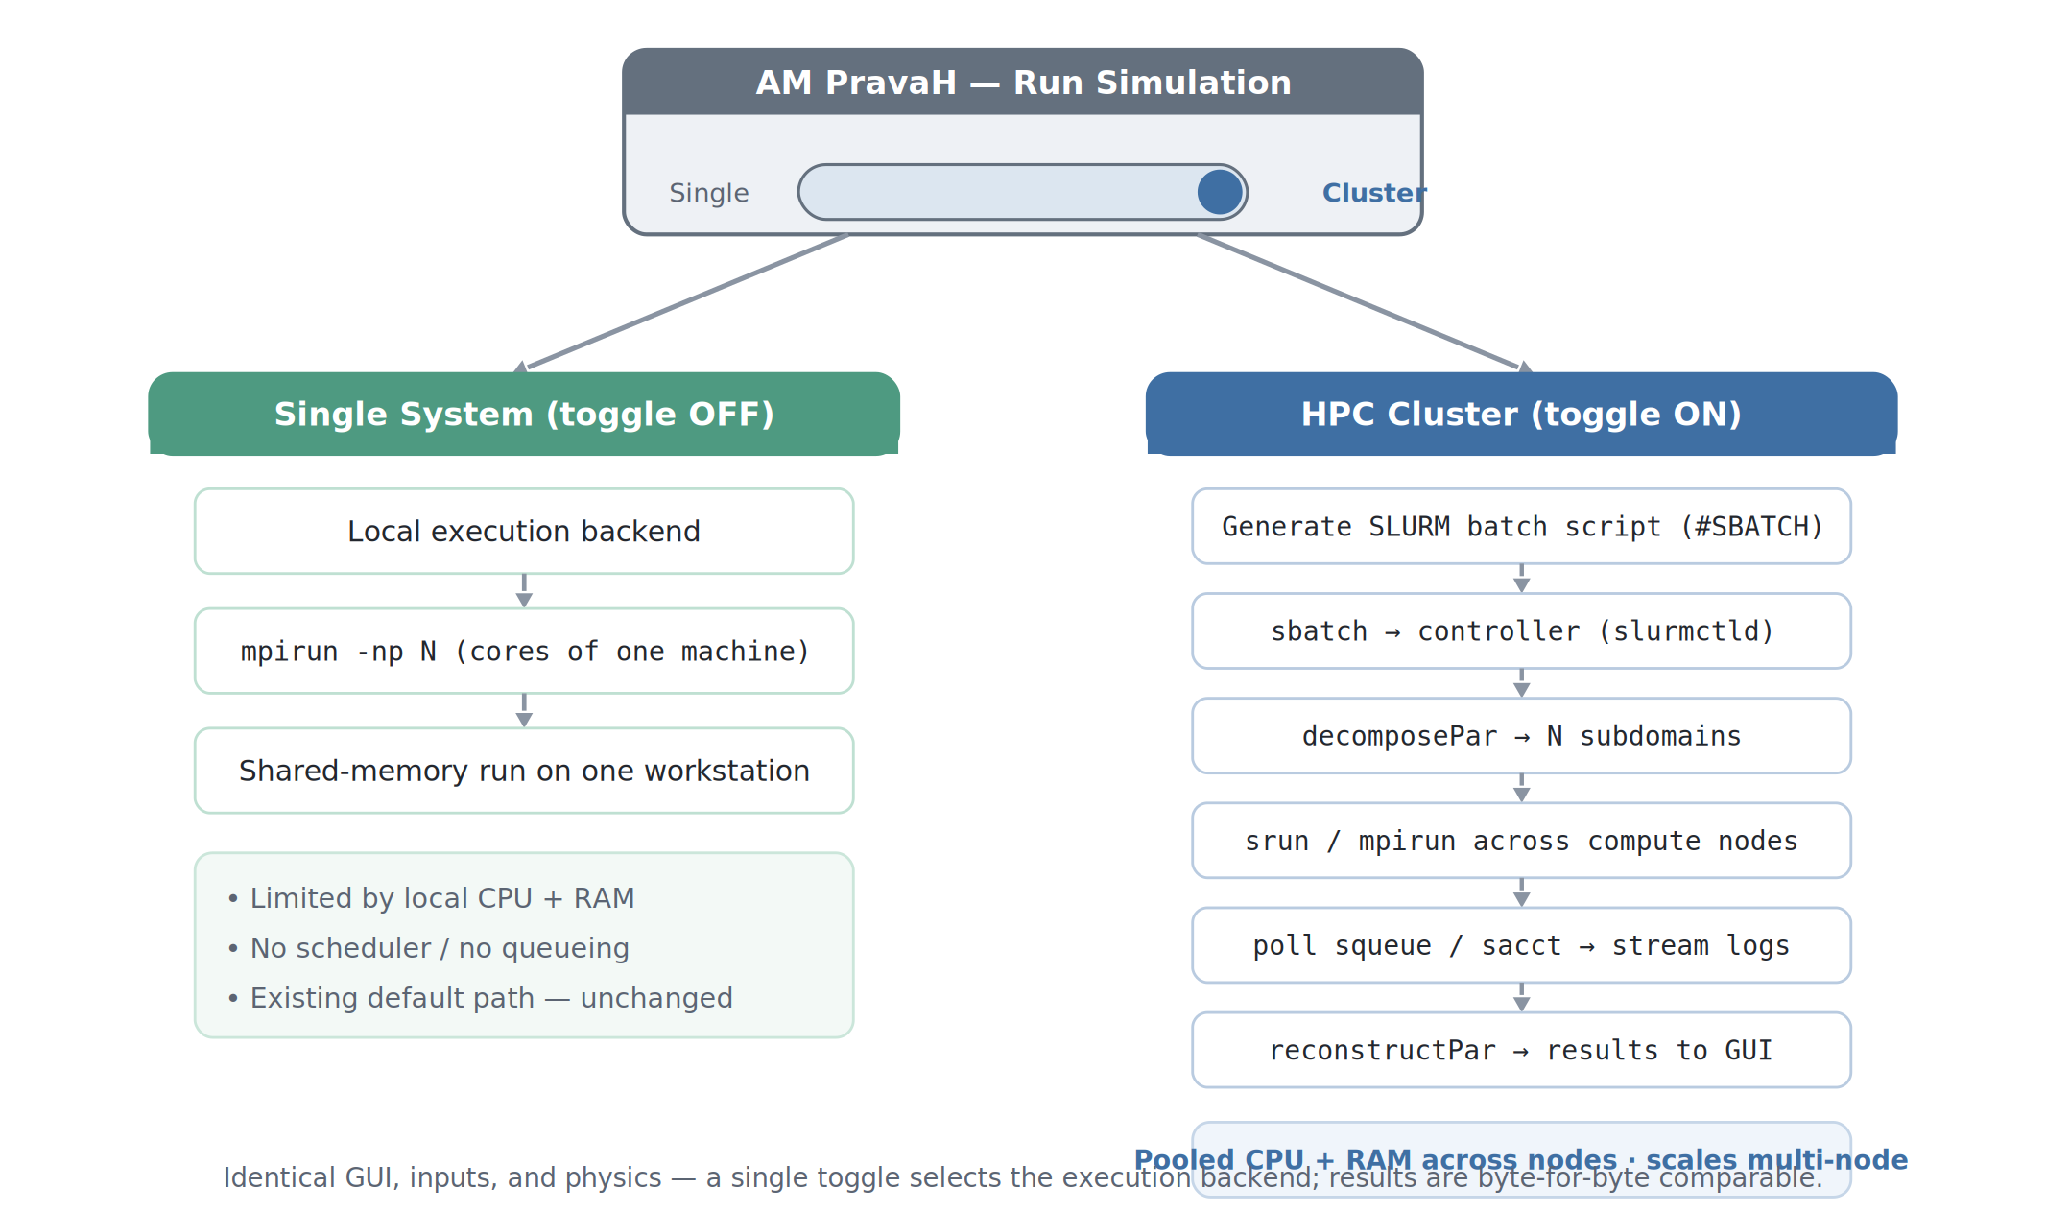 AM PravaH — Run Simulation
Single
Cluster
Single System (toggle OFF)
Local execution backend
mpirun -np N (cores of one machine)
Shared-memory run on one workstation
• Limited by local CPU + RAM
• No scheduler / no queueing
• Existing default path — unchanged
HPC Cluster (toggle ON)
Generate SLURM batch script (#SBATCH)
sbatch → controller (slurmctld)
decomposePar → N subdomains
srun / mpirun across compute nodes
poll squeue / sacct → stream logs
reconstructPar → results to GUI
Pooled CPU + RAM across nodes · scales multi-node
Identical GUI, inputs, and physics — a single toggle selects the execution backend; results are byte-for-byte comparable.